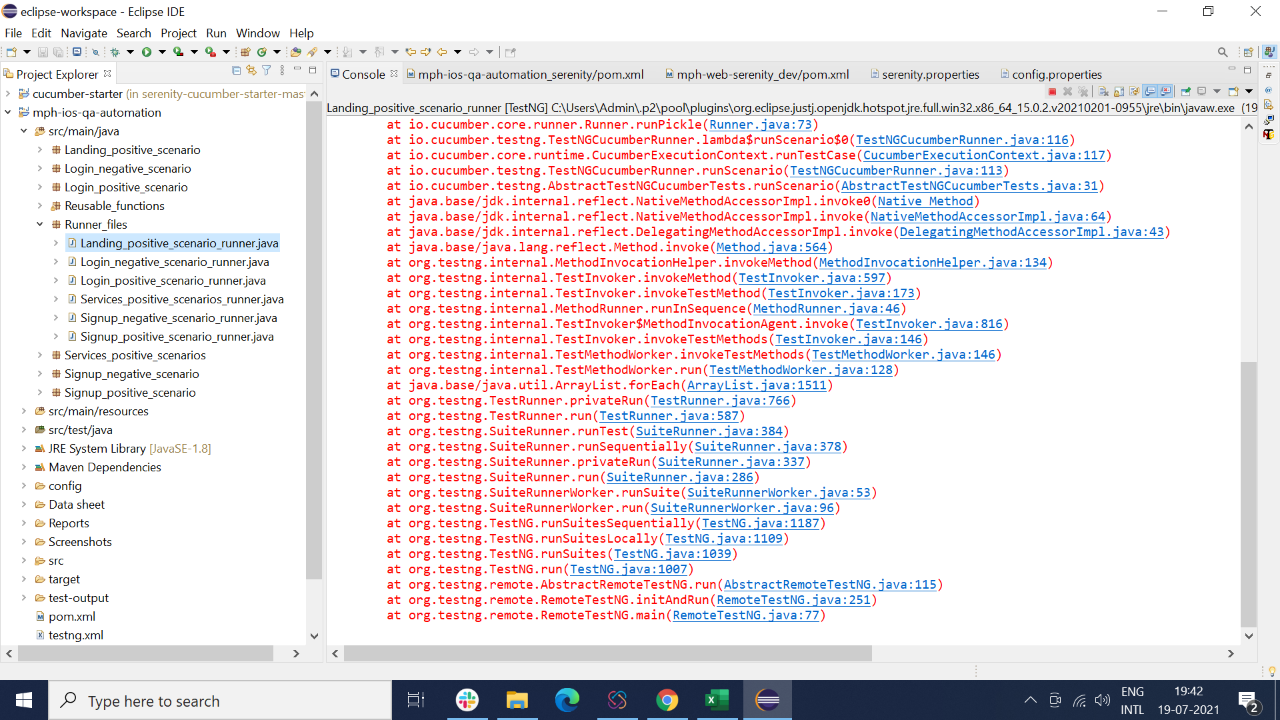 eclipse-workspace - Eclipse IDE
File Edit Navigate Search Project Run Window Help
Project Explorer
cucumber-starter (in serenity-cucumber-starter-mas
mph-ios-qa-automation
src/main/java
Landing_positive_scenario
Login_negative_scenario
Login_positive_scenario
Reusable_functions
Runner_files
Landing_positive_scenario_runner.java
Login_negative_scenario_runner.java
Login_positive_scenario_runner.java
Services_positive_scenarios_runner.java
Signup_negative_scenario_runner.java
Signup_positive_scenario_runner.java
Services_positive_scenarios
Signup_negative_scenario
Signup_positive_scenario
src/main/resources
src/test/java
JRE System Library [JavaSE-1.8]
Maven Dependencies
config
Data sheet
Reports
Screenshots
src
target
test-output
pom.xml
testng.xml
Console mph-ios-qa-automation_serenity/pom.xml mph-web-serenity_dev/pom.xml serenity.properties config.properties
Landing_positive_scenario_runner [TestNG] C:\Users\Admin\.p2\pool\plugins\org.eclipse.justj.openjdk.hotspot.jre.full.win32.x86_64_15.0.2.v20210201-0955\jre\bin\javaw.exe (19
at io.cucumber.core.runner.Runner.runPickle(Runner.java:73)
at io.cucumber.testng.TestNGCucumberRunner.lambda$runScenario$0(TestNGCucumberRunner.java:116)
at io.cucumber.core.runtime.CucumberExecutionContext.runTestCase(CucumberExecutionContext.java:117)
at io.cucumber.testng.TestNGCucumberRunner.runScenario(TestNGCucumberRunner.java:113)
at io.cucumber.testng.AbstractTestNGCucumberTests.runScenario(AbstractTestNGCucumberTests.java:31)
at java.base/jdk.internal.reflect.NativeMethodAccessorImpl.invoke0(Native Method)
at java.base/jdk.internal.reflect.NativeMethodAccessorImpl.invoke(NativeMethodAccessorImpl.java:64)
at java.base/jdk.internal.reflect.DelegatingMethodAccessorImpl.invoke(DelegatingMethodAccessorImpl.java:43)
at java.base/java.lang.reflect.Method.invoke(Method.java:564)
at org.testng.internal.MethodInvocationHelper.invokeMethod(MethodInvocationHelper.java:134)
at org.testng.internal.TestInvoker.invokeMethod(TestInvoker.java:597)
at org.testng.internal.TestInvoker.invokeTestMethod(TestInvoker.java:173)
at org.testng.internal.MethodRunner.runInSequence(MethodRunner.java:46)
at org.testng.internal.TestInvoker$MethodInvocationAgent.invoke(TestInvoker.java:816)
at org.testng.internal.TestInvoker.invokeTestMethods(TestInvoker.java:146)
at org.testng.internal.TestMethodWorker.invokeTestMethods(TestMethodWorker.java:146)
at org.testng.internal.TestMethodWorker.run(TestMethodWorker.java:128)
at java.base/java.util.ArrayList.forEach(ArrayList.java:1511)
at org.testng.TestRunner.privateRun(TestRunner.java:766)
at org.testng.TestRunner.run(TestRunner.java:587)
at org.testng.SuiteRunner.runTest(SuiteRunner.java:384)
at org.testng.SuiteRunner.runSequentially(SuiteRunner.java:378)
at org.testng.SuiteRunner.privateRun(SuiteRunner.java:337)
at org.testng.SuiteRunner.run(SuiteRunner.java:286)
at org.testng.SuiteRunnerWorker.runSuite(SuiteRunnerWorker.java:53)
at org.testng.SuiteRunnerWorker.run(SuiteRunnerWorker.java:96)
at org.testng.TestNG.runSuitesSequentially(TestNG.java:1187)
at org.testng.TestNG.runSuitesLocally(TestNG.java:1109)
at org.testng.TestNG.runSuites(TestNG.java:1039)
at org.testng.TestNG.run(TestNG.java:1007)
at org.testng.remote.AbstractRemoteTestNG.run(AbstractRemoteTestNG.java:115)
at org.testng.remote.RemoteTestNG.initAndRun(RemoteTestNG.java:251)
at org.testng.remote.RemoteTestNG.main(RemoteTestNG.java:77)
Type here to search
ENG
INTL
19:42
19-07-2021
2